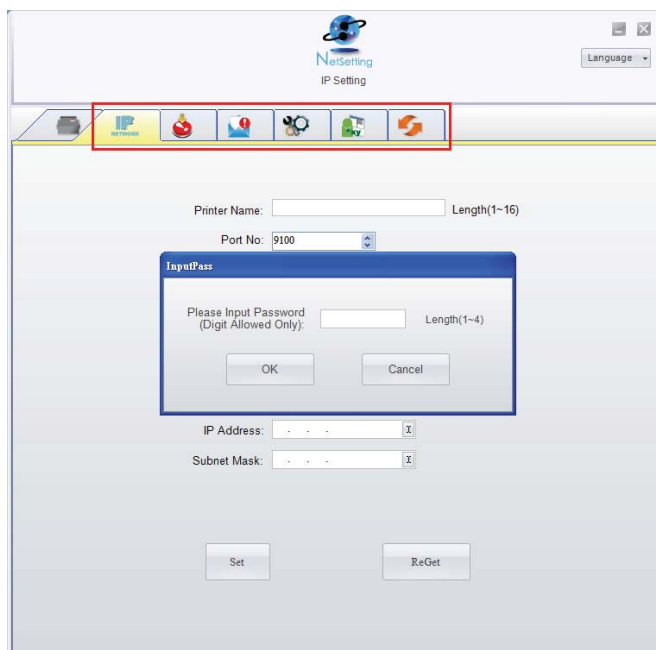 NetSetting
IP Setting
Language
IP
NETWORK
Printer Name:
Length(1~16)
Port No: 9100
InputPass
Please Input Password
(Digit Allowed Only):
Length(1~4)
OK
Cancel
IP Address:
Subnet Mask:
Set
ReGet